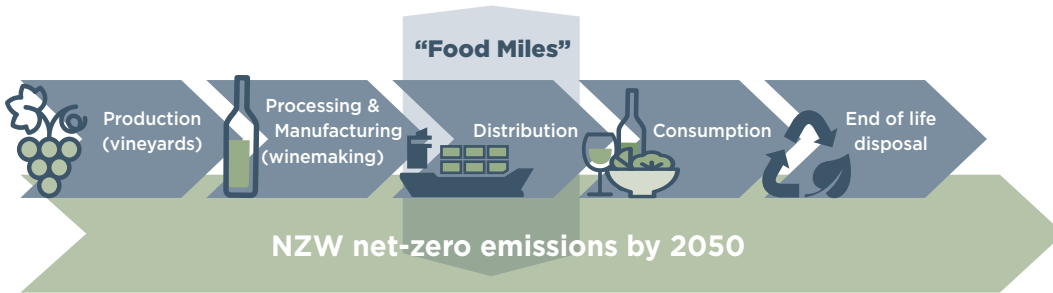 “Food Miles”
Production
(vineyards)
Processing &
Manufacturing
(winemaking)
Distribution
Consumption
End of life
disposal
NZW net-zero emissions by 2050